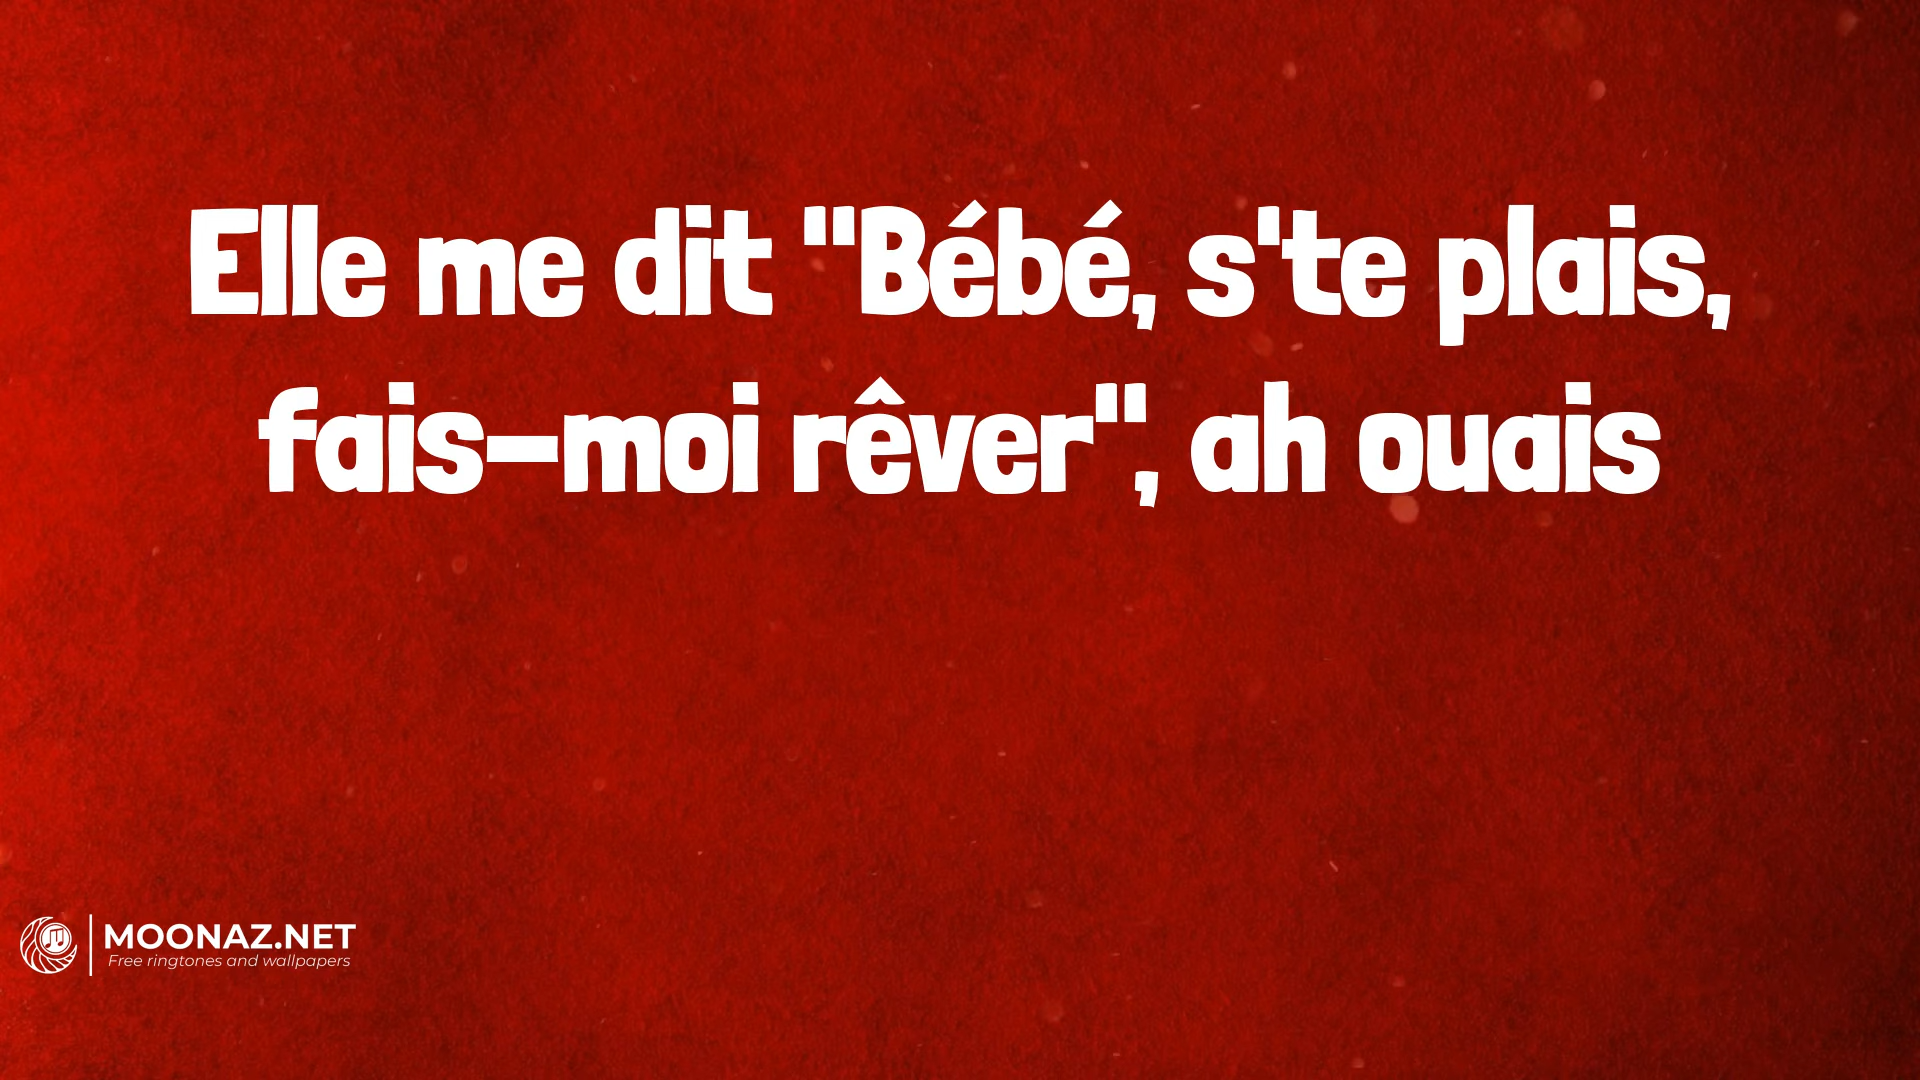 Elle me dit "Bébé, s'te plais,
fais-moi rêver", ah ouais
MOONAZ.NET
Free ringtones and wallpapers